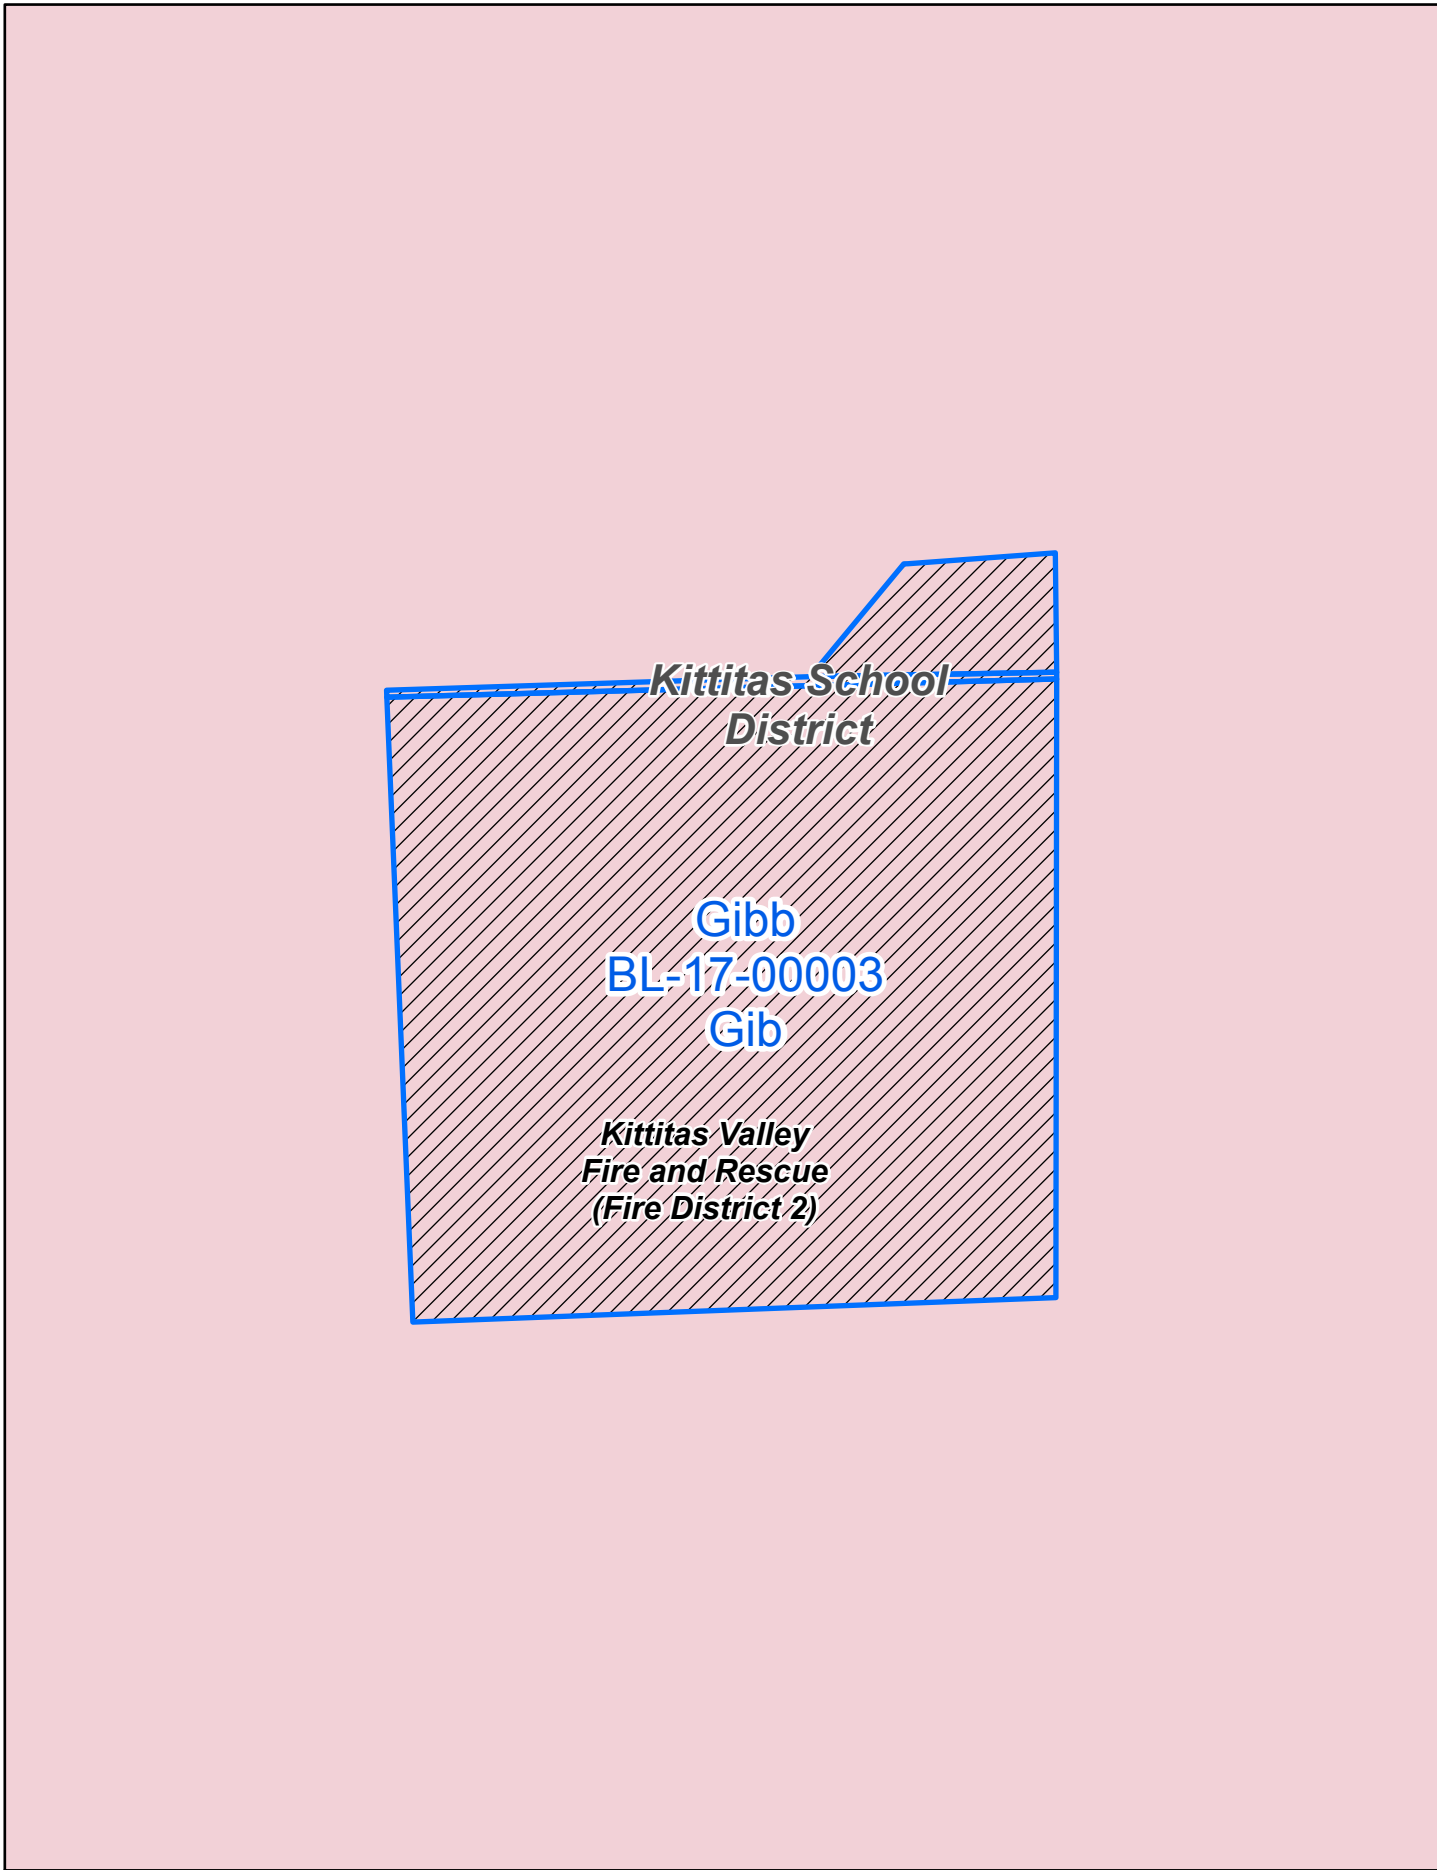 Kittitas School
District
Gibb
BL-17-00003
Gib
Kittitas Valley
Fire and Rescue
(Fire District 2)